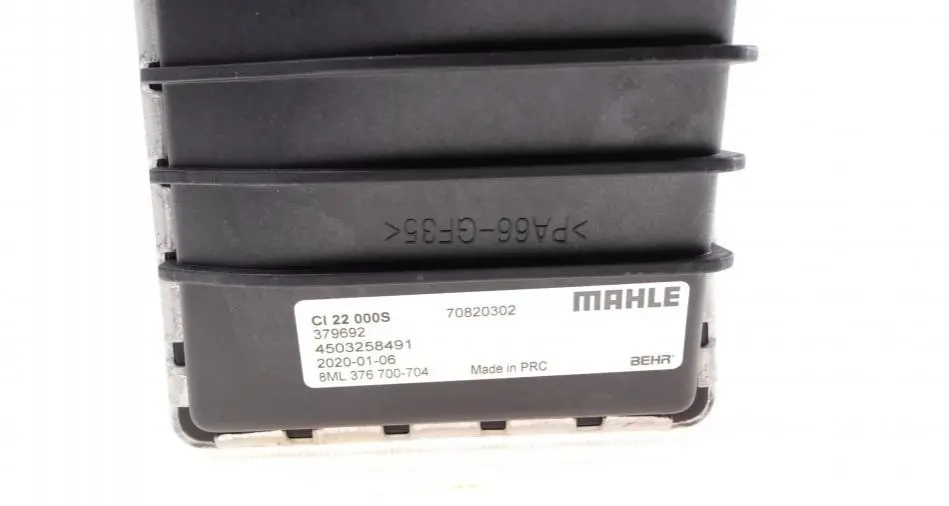 >PA66-GF35<
CI 22 000S
70820302
MAHLE
379692
4503258491
2020-01-06
8ML 376 700-704
Made in PRC
BEHR